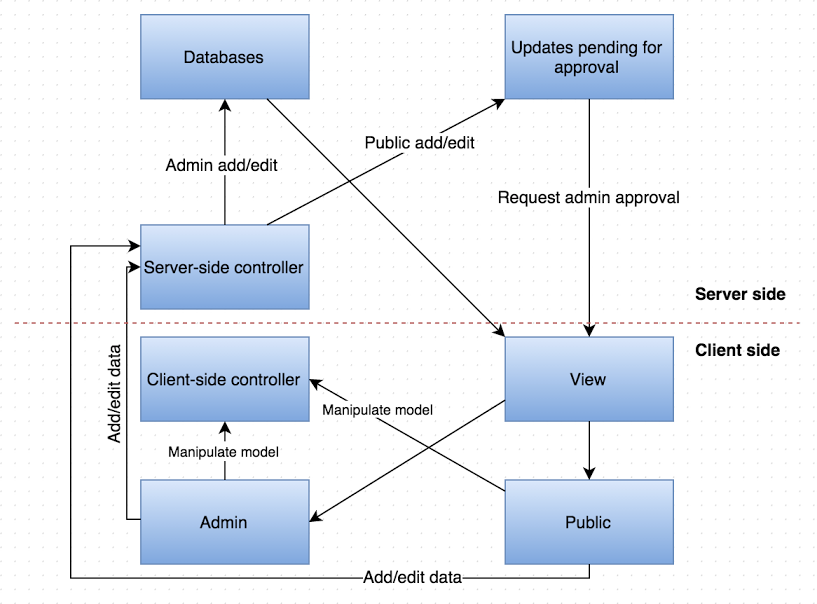 Databases
Updates pending for
approval
Public add/edit
Admin add/edit
Request admin approval
Server-side controller
Server side
Client side
Client-side controller
View
Add/edit data
Manipulate model
Manipulate model
Admin
Public
Add/edit data